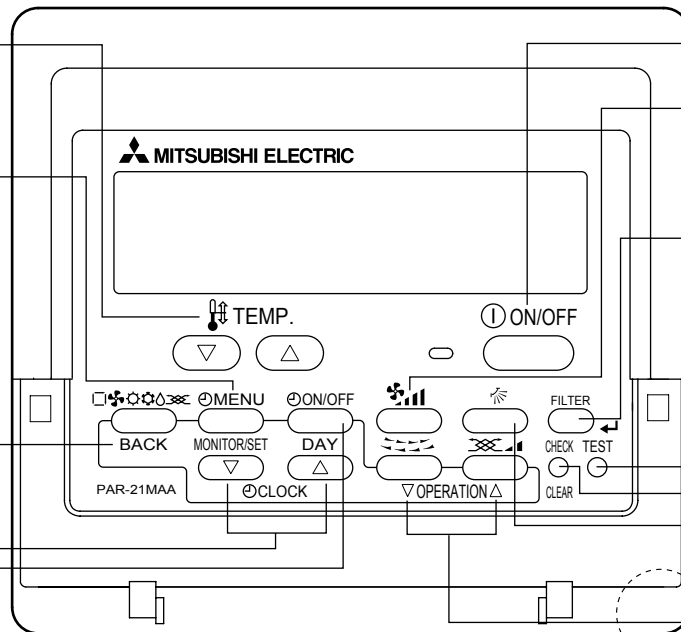 MITSUBISHI ELECTRIC
TEMP.
ON/OFF
MENU
ON/OFF
FILTER
BACK
MONITOR/SET
DAY
CHECK
TEST
PAR-21MAA
CLOCK
OPERATION
CLEAR